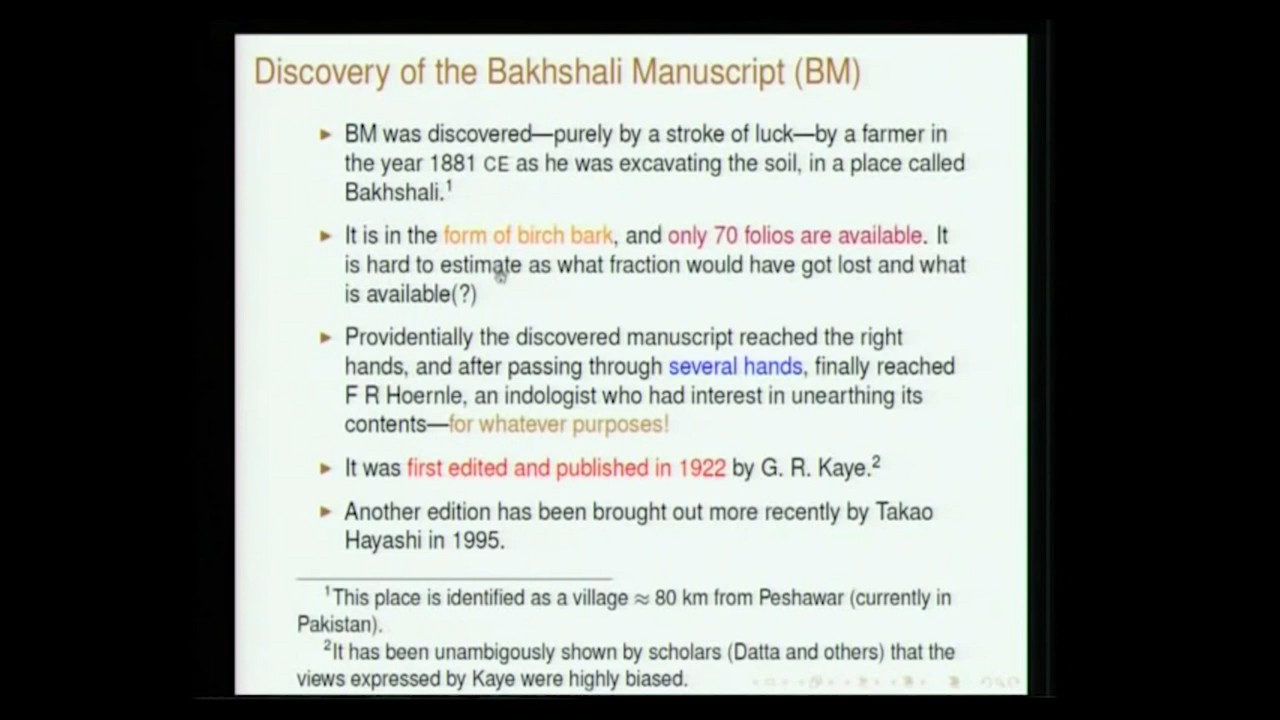 Discovery of the Bakhshali Manuscript (BM)
► BM was discovered—purely by a stroke of luck—by a farmer in
the year 1881 CE as he was excavating the soil, in a place called
Bakhshali.¹
► It is in the form of birch bark, and only 70 folios are available. It
is hard to estimate as what fraction would have got lost and what
is available(?)
► Providentially the discovered manuscript reached the right
hands, and after passing through several hands, finally reached
F R Hoernle, an indologist who had interest in unearthing its
contents—for whatever purposes!
► It was first edited and published in 1922 by G. R. Kaye.²
► Another edition has been brought out more recently by Takao
Hayashi in 1995.
¹This place is identified as a village ≈ 80 km from Peshawar (currently in
Pakistan).
²It has been unambigously shown by scholars (Datta and others) that the
views expressed by Kaye were highly biased.